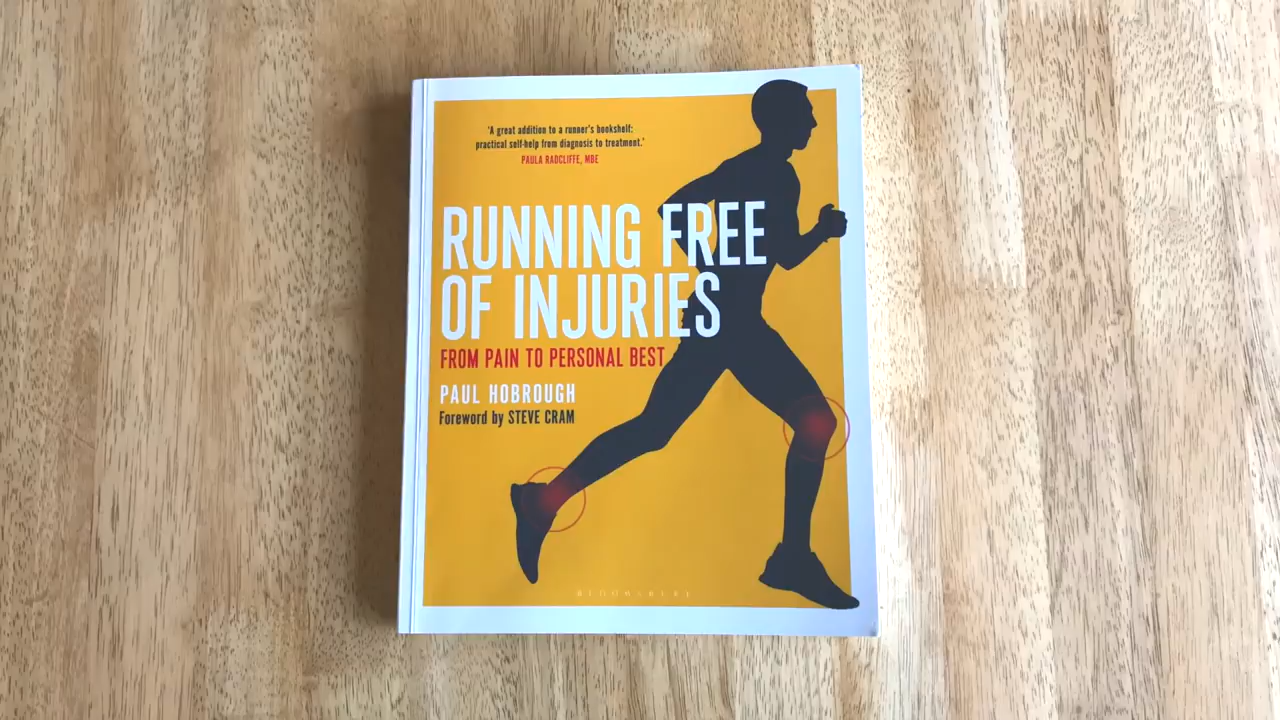 'A great addition to a runner's bookshelf:
practical self-help from diagnosis to treatment.'
PAULA RADCLIFFE, MBE
RUNNING FREE
OF INJURIES
FROM PAIN TO PERSONAL BEST
PAUL HOBROUGH
Foreword by STEVE CRAM
BLOOMSBURY